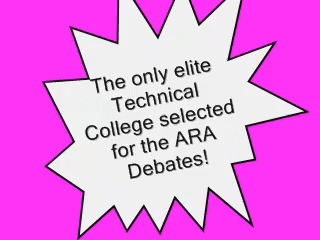 The only elite
Technical
College selected
for the ARA
Debates!